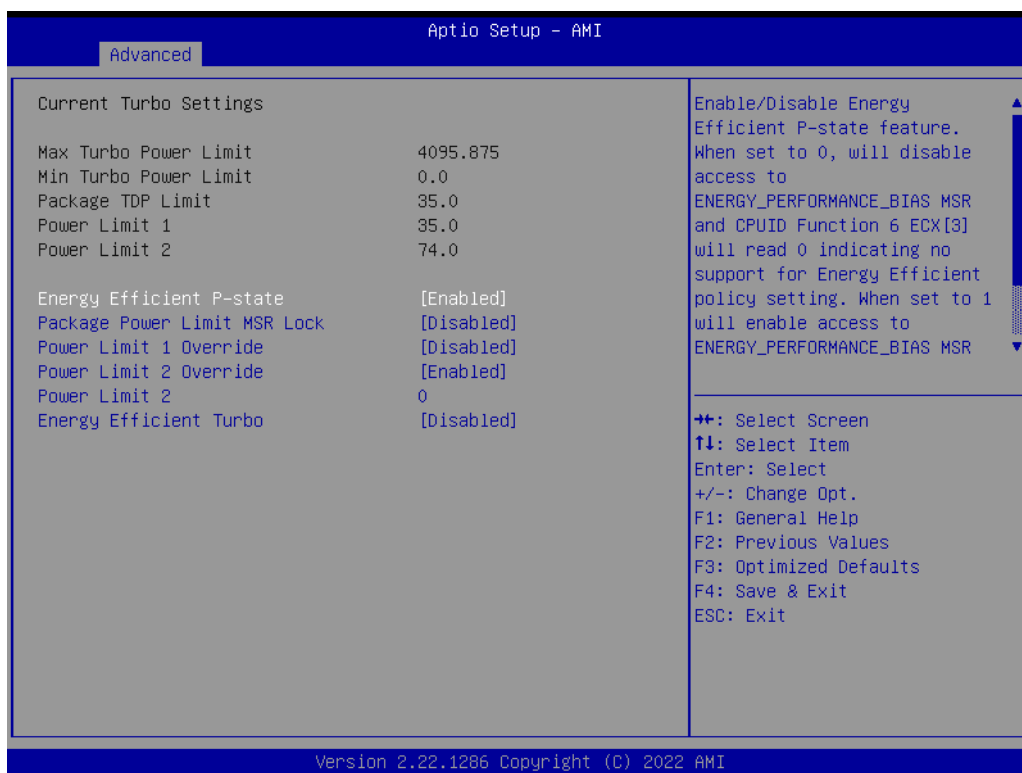 Aptio Setup – AMI
Advanced
Current Turbo Settings
Max Turbo Power Limit 4095.875
Min Turbo Power Limit 0.0
Package TDP Limit 35.0
Power Limit 1 35.0
Power Limit 2 74.0
Energy Efficient P-state [Enabled]
Package Power Limit MSR Lock [Disabled]
Power Limit 1 Override [Disabled]
Power Limit 2 Override [Enabled]
Power Limit 2 0
Energy Efficient Turbo [Disabled]
Enable/Disable Energy
Efficient P-state feature.
When set to 0, will disable
access to
ENERGY_PERFORMANCE_BIAS MSR
and CPUID Function 6 ECX[3]
will read 0 indicating no
support for Energy Efficient
policy setting. When set to 1
will enable access to
ENERGY_PERFORMANCE_BIAS MSR
→←: Select Screen
↑↓: Select Item
Enter: Select
+/-: Change Opt.
F1: General Help
F2: Previous Values
F3: Optimized Defaults
F4: Save & Exit
ESC: Exit
Version 2.22.1286 Copyright (C) 2022 AMI